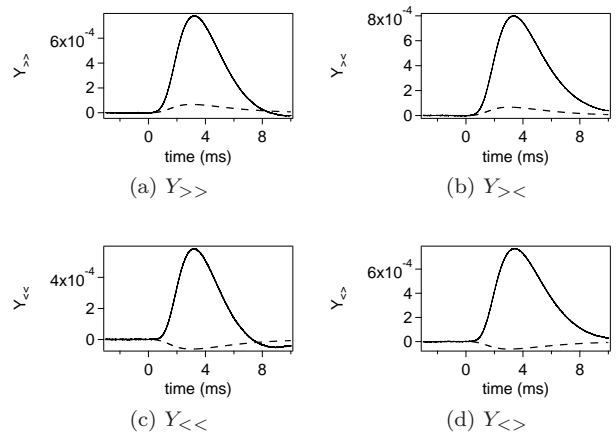 6x10⁻⁴
4
2
0
Y>>
0 4 8
time (ms)
(a) Y>>
8x10⁻⁴
6
4
2
0
Y><
0 4 8
time (ms)
(b) Y><
4x10⁻⁴
2
0
Y<<
0 4 8
time (ms)
(c) Y<<
6x10⁻⁴
4
2
0
Y<>
0 4 8
time (ms)
(d) Y<>